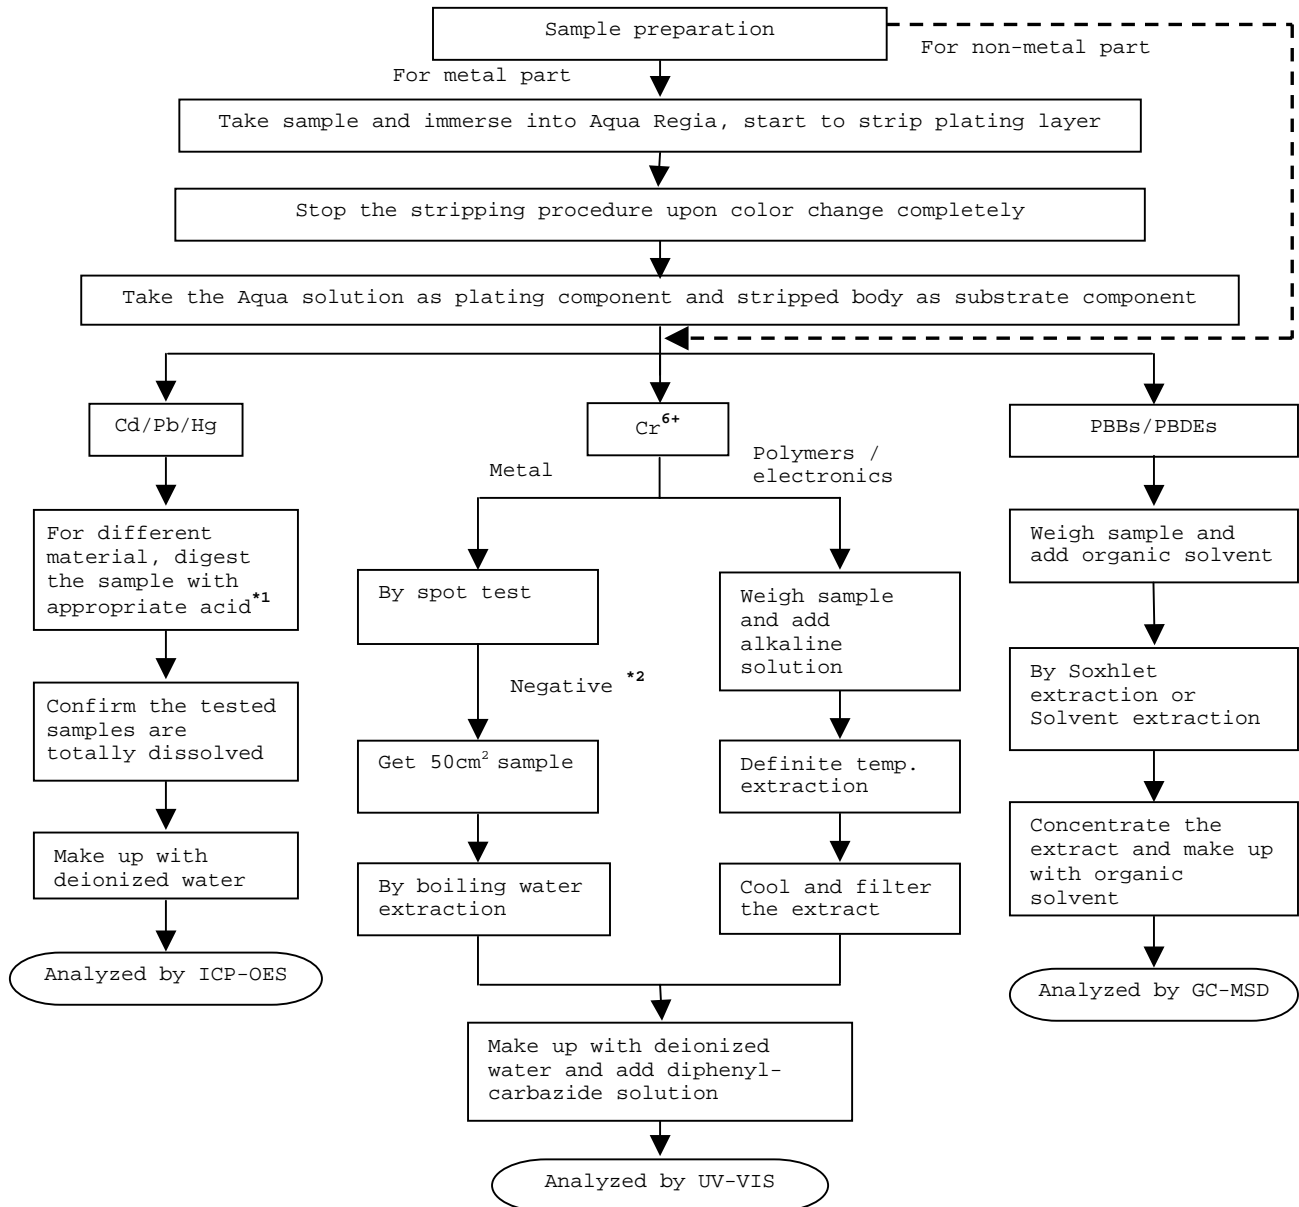 Sample preparation
For non-metal part
For metal part
Take sample and immerse into Aqua Regia, start to strip plating layer
Stop the stripping procedure upon color change completely
Take the Aqua solution as plating component and stripped body as substrate component
Cd/Pb/Hg
Cr⁶⁺
PBBs/PBDEs
Metal
Polymers /
electronics
For different
material, digest
the sample with
appropriate acid*1
Confirm the tested
samples are
totally dissolved
Make up with
deionized water
Analyzed by ICP-OES
By spot test
Negative *2
Get 50cm² sample
By boiling water
extraction
Weigh sample
and add
alkaline
solution
Definite temp.
extraction
Cool and filter
the extract
Make up with deionized
water and add diphenyl-
carbazide solution
Analyzed by UV-VIS
Weigh sample and
add organic solvent
By Soxhlet
extraction or
Solvent extraction
Concentrate the
extract and make up
with organic
solvent
Analyzed by GC-MSD